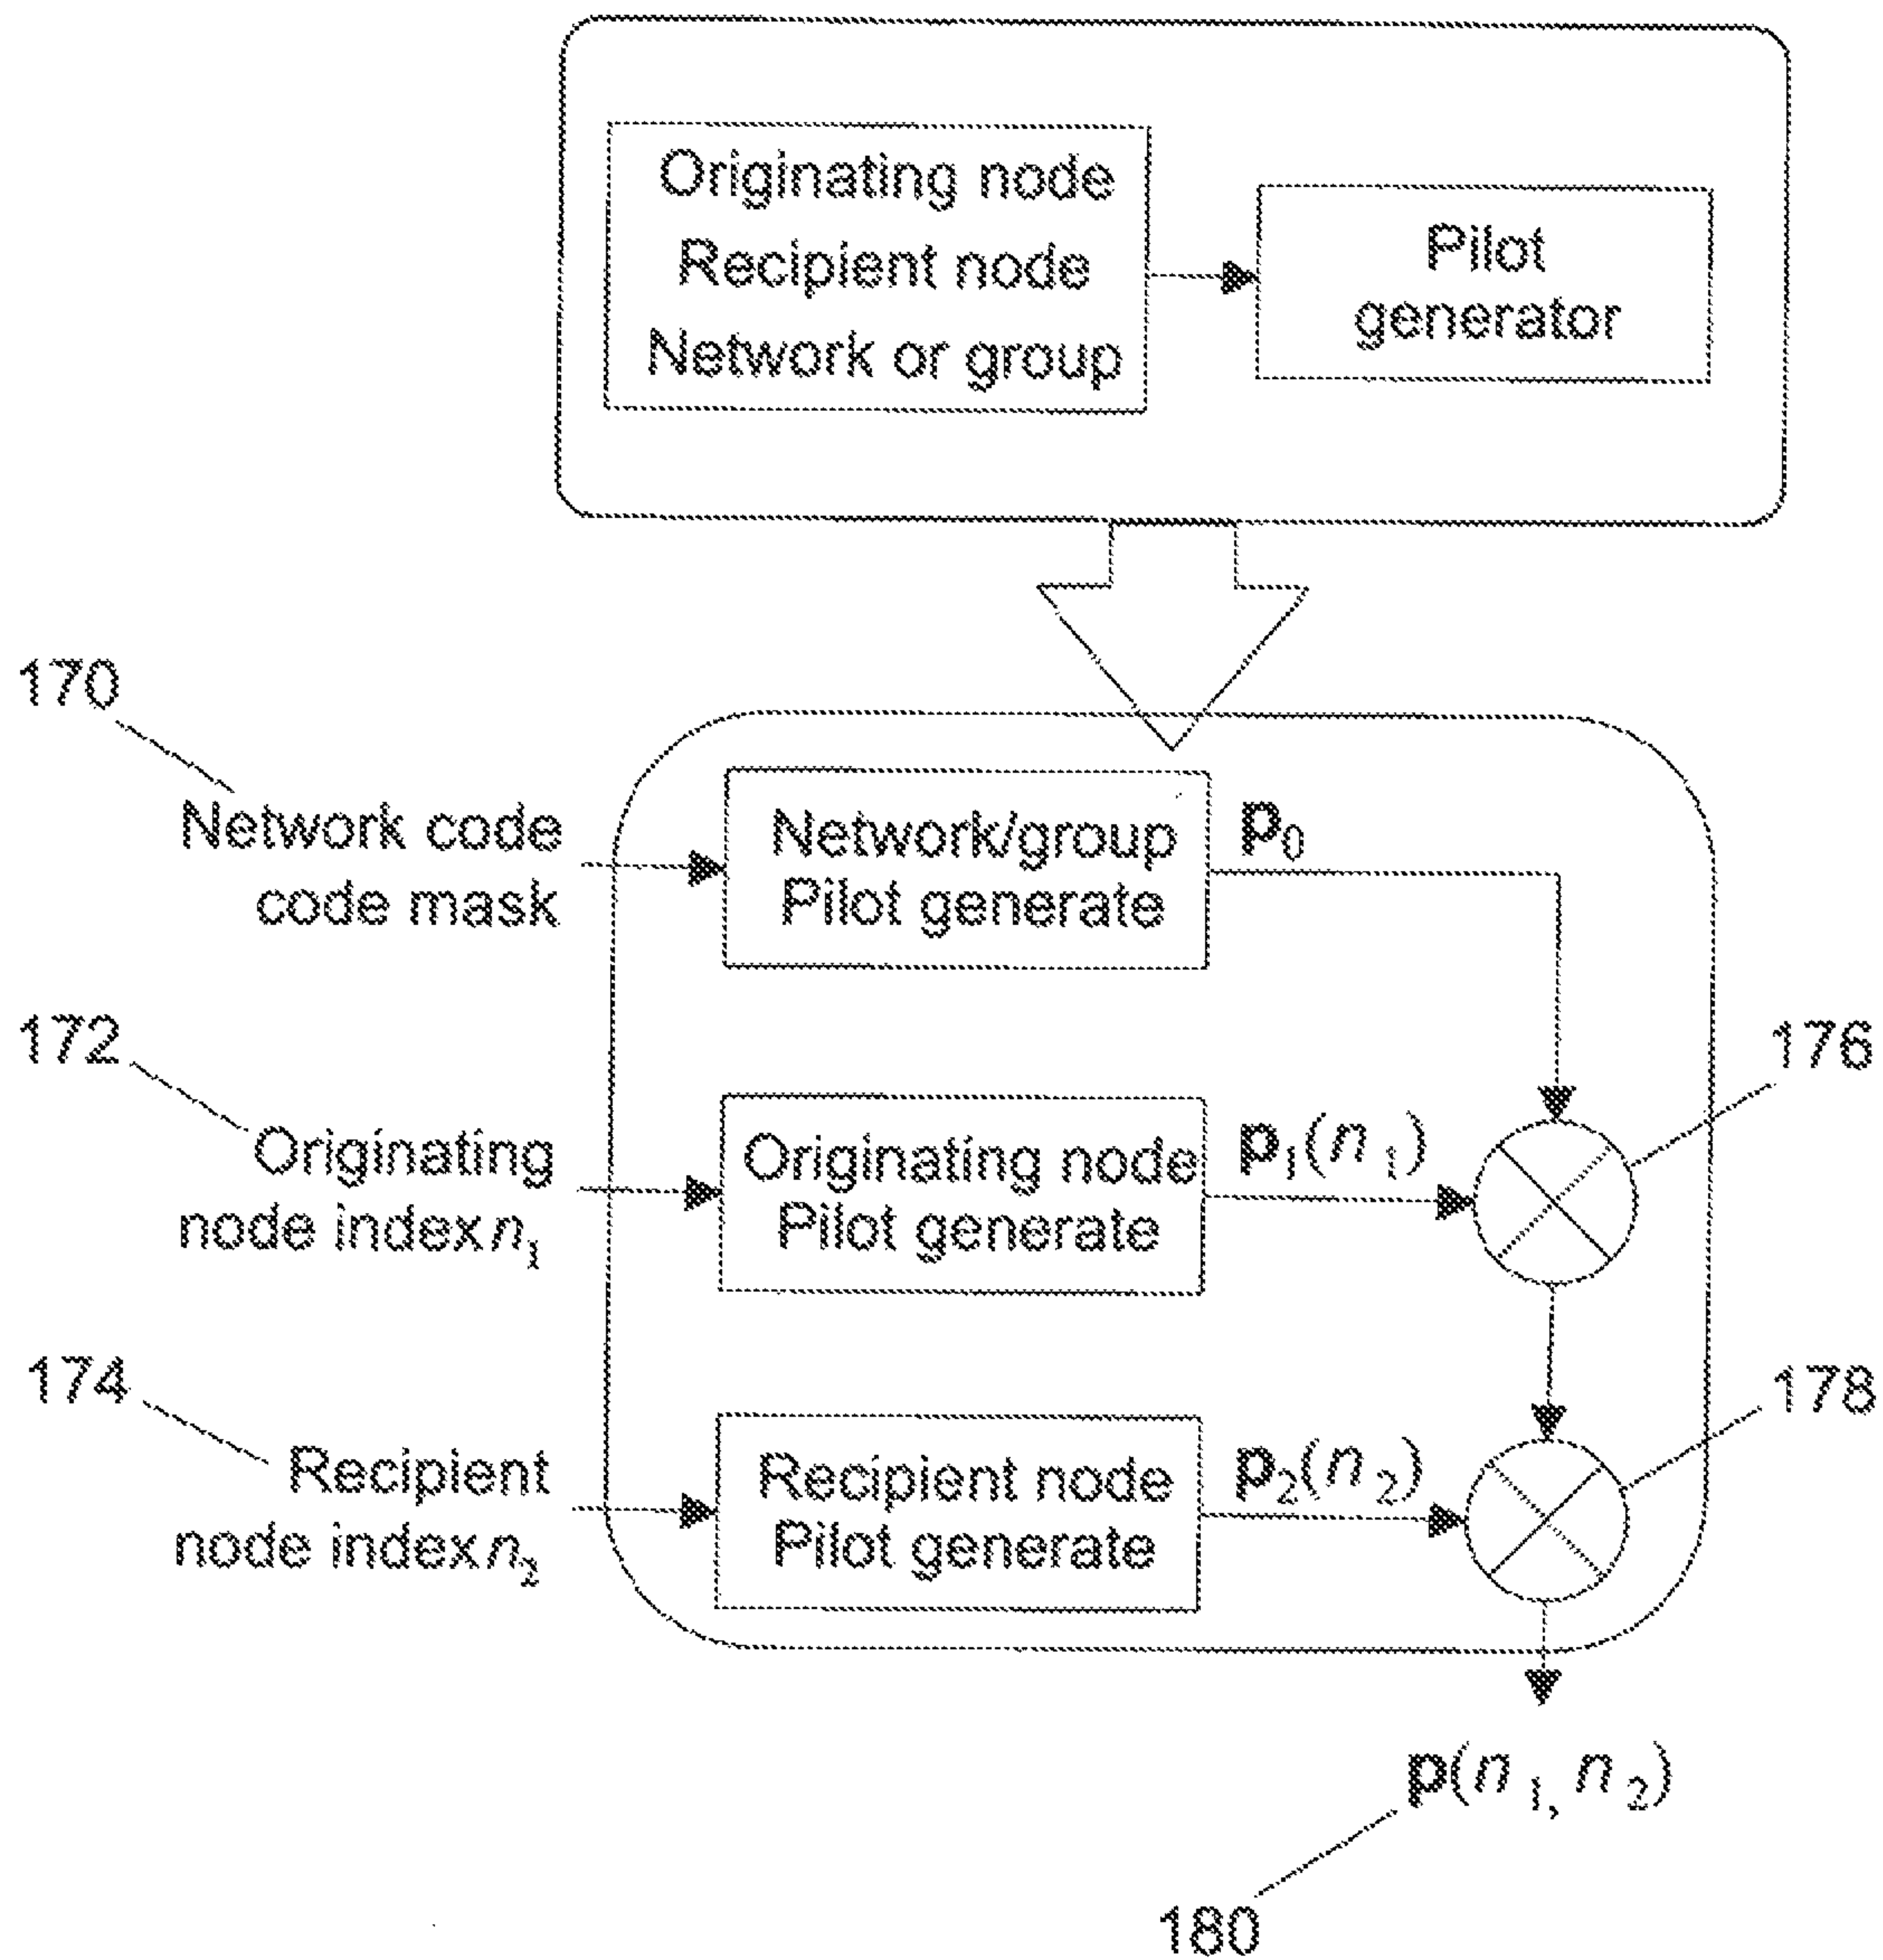 Originating node
Recipient node
Network or group
Pilot
generator
170
Network code
code mask
Network/group
Pilot generate
p₀
172
Originating
node index n₁
Originating node
Pilot generate
p₁(n₁)
176
174
Recipient
node index n₂
Recipient node
Pilot generate
p₂(n₂)
178
p(n₁, n₂)
180